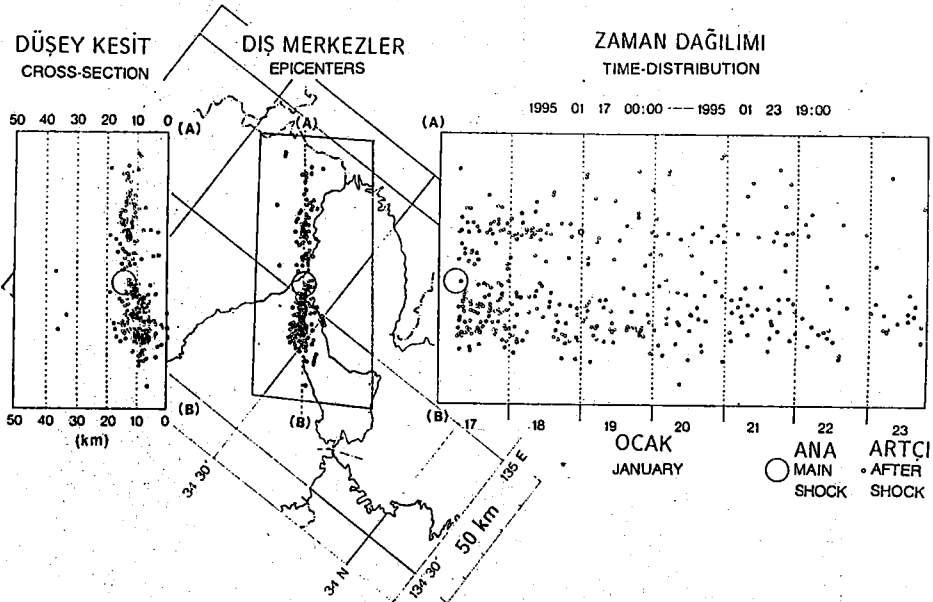 DÜŞEY KESİT
CROSS-SECTION
DIŞ MERKEZLER
EPICENTERS
ZAMAN DAĞILIMI
TIME-DISTRIBUTION
1995 01 17 00:00 ---- 1995 01 23 19:00
50 40 30 20 10 0
(A)
(A)
(A)
50 40 30 20 10 0
(km)
(B)
(B)
(B)
17 18 19 20 21 22 23
OCAK
JANUARY
ANA
MAIN
SHOCK
ARTÇI
AFTER
SHOCK
34 30'
34 N
134 30'
135 E
50 km